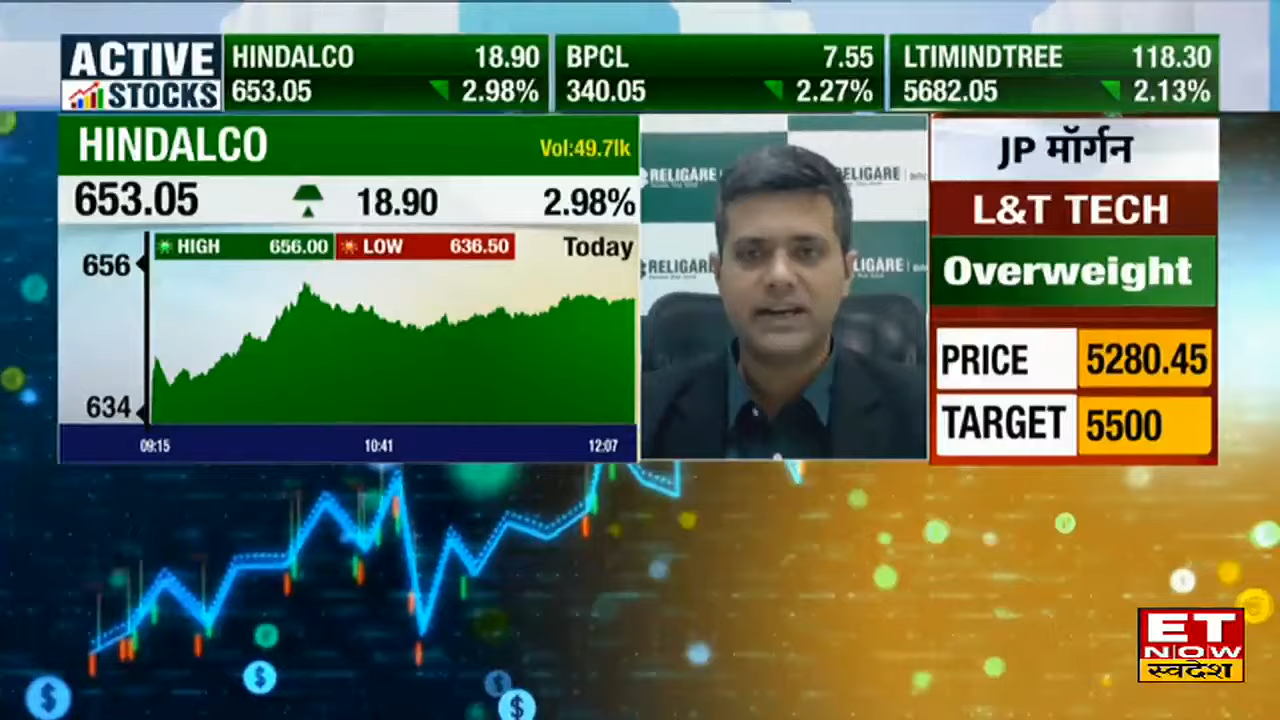 ACTIVE
STOCKS
HINDALCO 18.90
653.05 2.98%
BPCL 7.55
340.05 2.27%
LTIMINDTREE 118.30
5682.05 2.13%
HINDALCO Vol:49.7lk
653.05 18.90 2.98%
HIGH 656.00 LOW 636.50 Today
656
634
09:15 10:41 12:07
RELIGARE
ELIGARE
RELIGARE
LIGARE
JP मॉर्गन
L&T TECH
Overweight
PRICE 5280.45
TARGET 5500
ET
NOW
स्वदेश